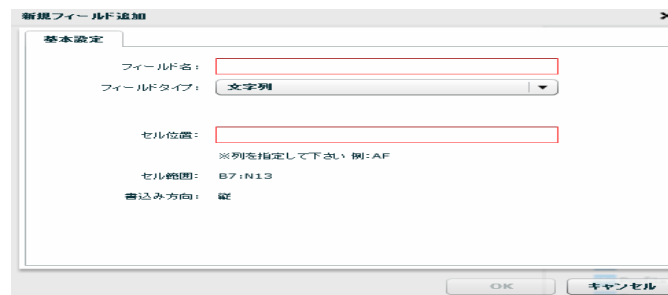 新規フィールド追加
基本設定
フィールド名:
フィールドタイプ: 文字列
セル位置:
※列を指定して下さい 例:AF
セル範囲: B7:N13
書込み方向: 縦
OK キャンセル